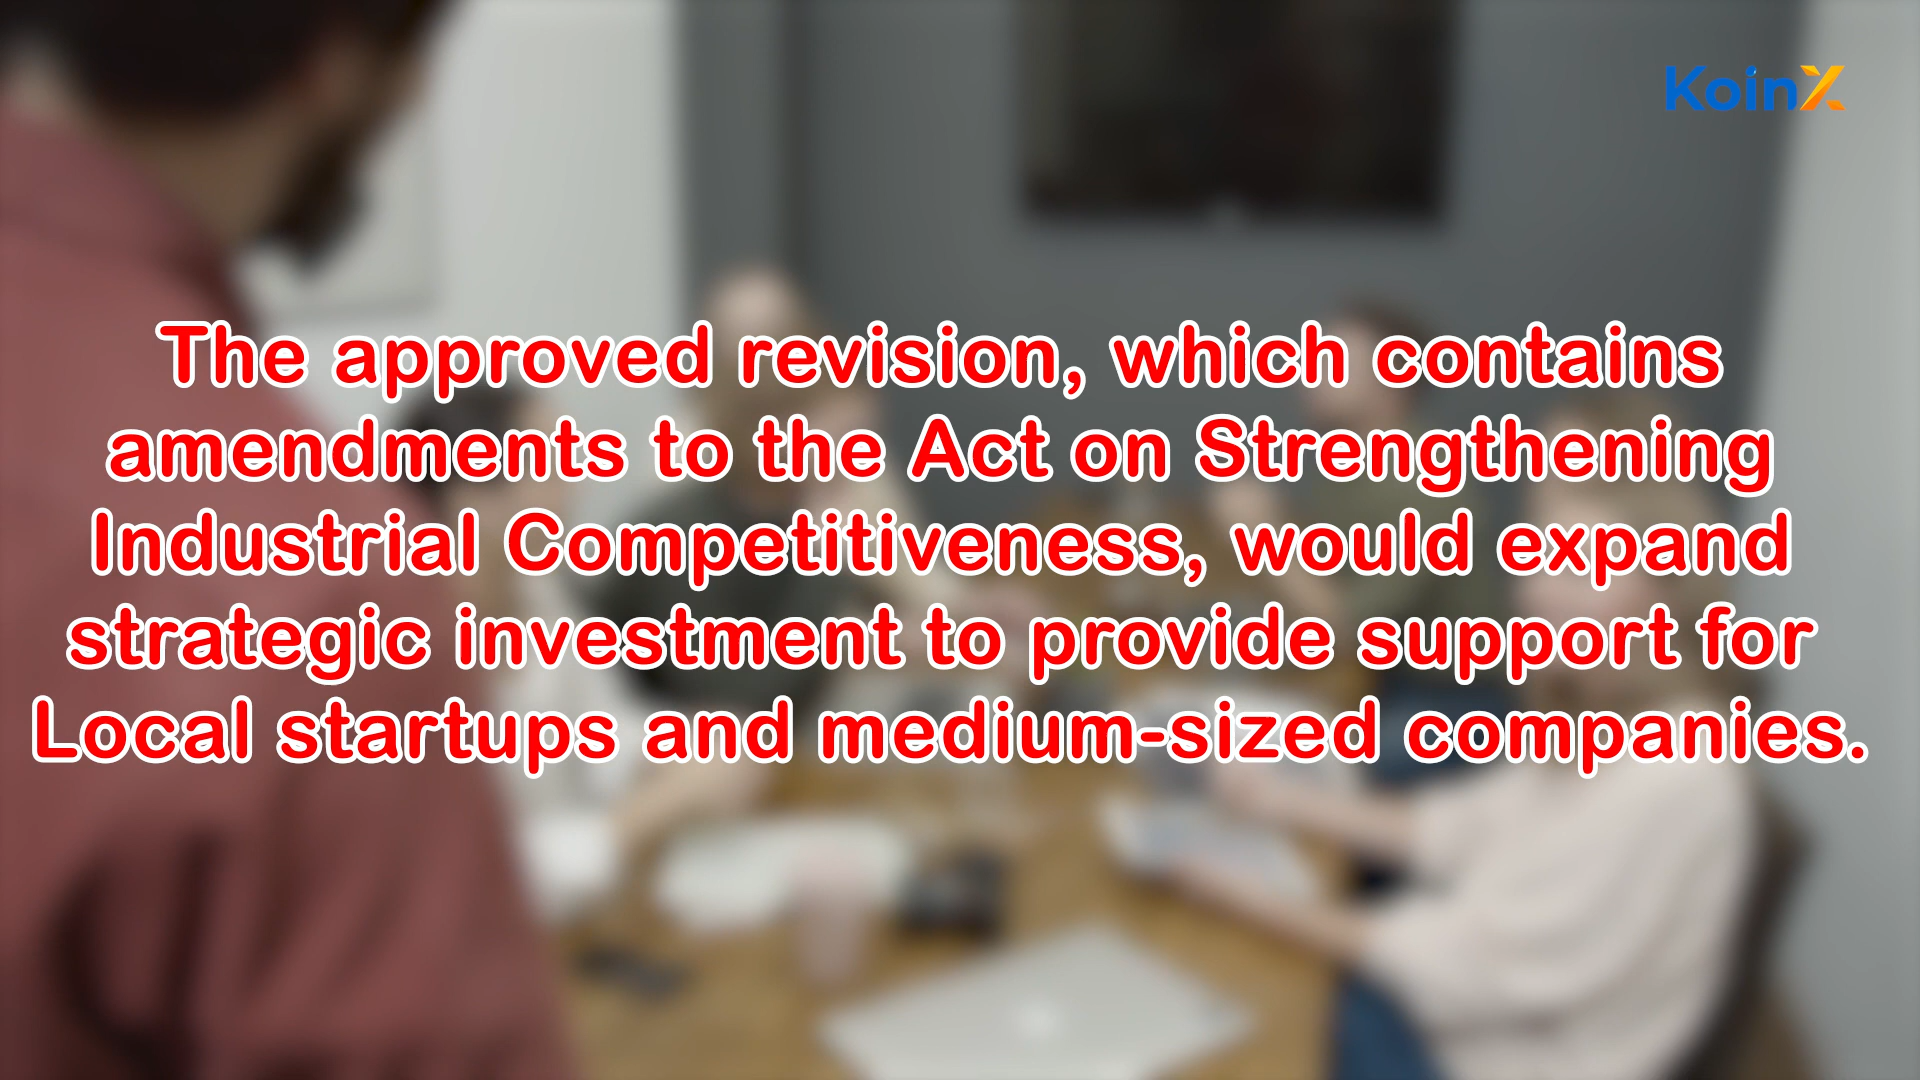 KoinX
The approved revision, which contains
amendments to the Act on Strengthening
Industrial Competitiveness, would expand
strategic investment to provide support for
Local startups and medium-sized companies.